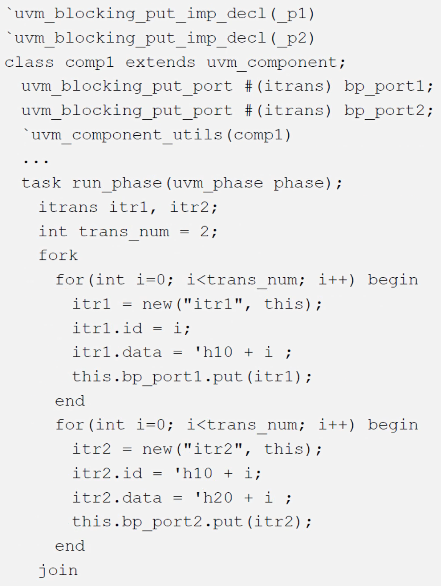 `uvm_blocking_put_imp_decl(_p1)
`uvm_blocking_put_imp_decl(_p2)
class comp1 extends uvm_component;
  uvm_blocking_put_port #(itrans) bp_port1;
  uvm_blocking_put_port #(itrans) bp_port2;
  `uvm_component_utils(comp1)
  ...
  task run_phase(uvm_phase phase);
    itrans itr1, itr2;
    int trans_num = 2;
    fork
      for(int i=0; i<trans_num; i++) begin
        itr1 = new("itr1", this);
        itr1.id = i;
        itr1.data = 'h10 + i ;
        this.bp_port1.put(itr1);
      end
      for(int i=0; i<trans_num; i++) begin
        itr2 = new("itr2", this);
        itr2.id = 'h10 + i;
        itr2.data = 'h20 + i ;
        this.bp_port2.put(itr2);
      end
    join